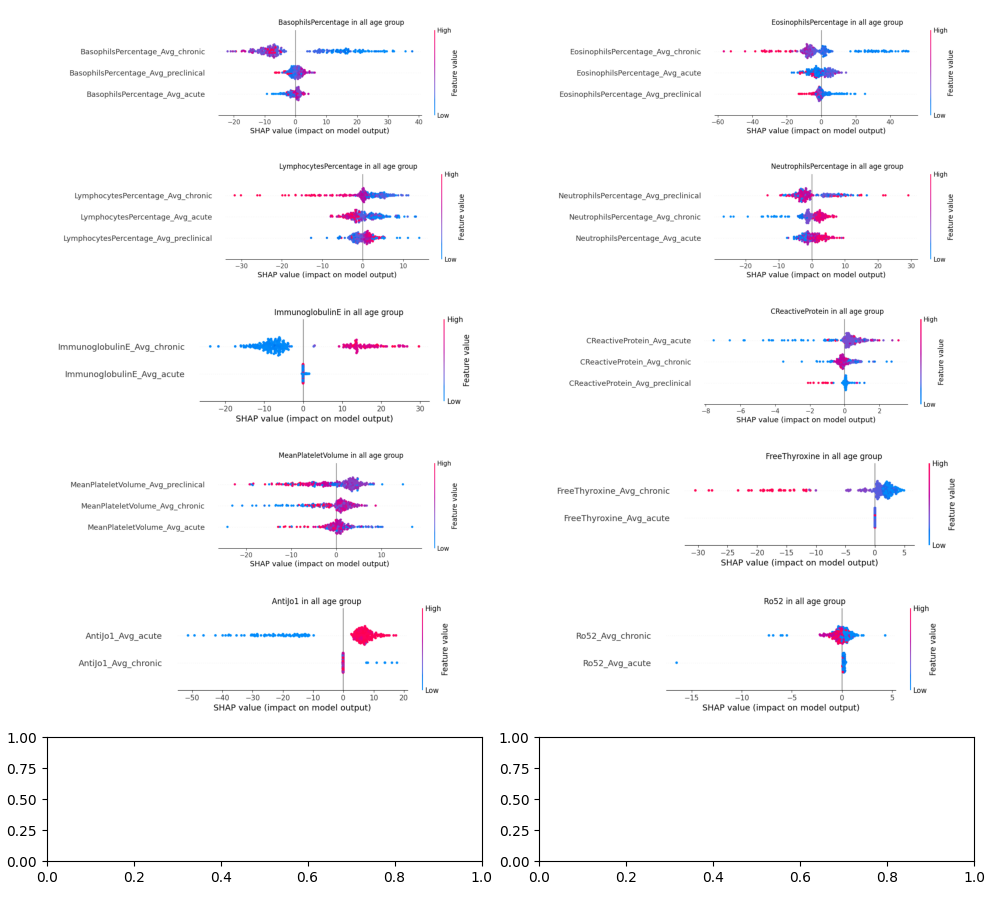 BasophilsPercentage in all age group
High
BasophilsPercentage_Avg_chronic
BasophilsPercentage_Avg_preclinical
BasophilsPercentage_Avg_acute
Feature value
Low
−20 −10 0 10 20 30 40
SHAP value (impact on model output)
EosinophilsPercentage in all age group
High
EosinophilsPercentage_Avg_chronic
EosinophilsPercentage_Avg_acute
EosinophilsPercentage_Avg_preclinical
Feature value
Low
−60 −40 −20 0 20 40
SHAP value (impact on model output)
LymphocytesPercentage in all age group
High
LymphocytesPercentage_Avg_chronic
LymphocytesPercentage_Avg_acute
LymphocytesPercentage_Avg_preclinical
Feature value
Low
−30 −20 −10 0 10
SHAP value (impact on model output)
NeutrophilsPercentage in all age group
High
NeutrophilsPercentage_Avg_preclinical
NeutrophilsPercentage_Avg_chronic
NeutrophilsPercentage_Avg_acute
Feature value
Low
−20 −10 0 10 20 30
SHAP value (impact on model output)
ImmunoglobulinE in all age group
High
ImmunoglobulinE_Avg_chronic
ImmunoglobulinE_Avg_acute
Feature value
Low
−20 −10 0 10 20 30
SHAP value (impact on model output)
CReactiveProtein in all age group
High
CReactiveProtein_Avg_acute
CReactiveProtein_Avg_chronic
CReactiveProtein_Avg_preclinical
Feature value
Low
−8 −6 −4 −2 0 2
SHAP value (impact on model output)
MeanPlateletVolume in all age group
High
MeanPlateletVolume_Avg_preclinical
MeanPlateletVolume_Avg_chronic
MeanPlateletVolume_Avg_acute
Feature value
Low
−20 −10 0 10
SHAP value (impact on model output)
FreeThyroxine in all age group
High
FreeThyroxine_Avg_chronic
FreeThyroxine_Avg_acute
Feature value
Low
−30 −25 −20 −15 −10 −5 0 5
SHAP value (impact on model output)
AntiJo1 in all age group
High
AntiJo1_Avg_acute
AntiJo1_Avg_chronic
Feature value
Low
−50 −40 −30 −20 −10 0 10 20
SHAP value (impact on model output)
Ro52 in all age group
High
Ro52_Avg_chronic
Ro52_Avg_acute
Feature value
Low
−15 −10 −5 0 5
SHAP value (impact on model output)
1.00
0.75
0.50
0.25
0.00
0.0 0.2 0.4 0.6 0.8 1.0
1.00
0.75
0.50
0.25
0.00
0.0 0.2 0.4 0.6 0.8 1.0